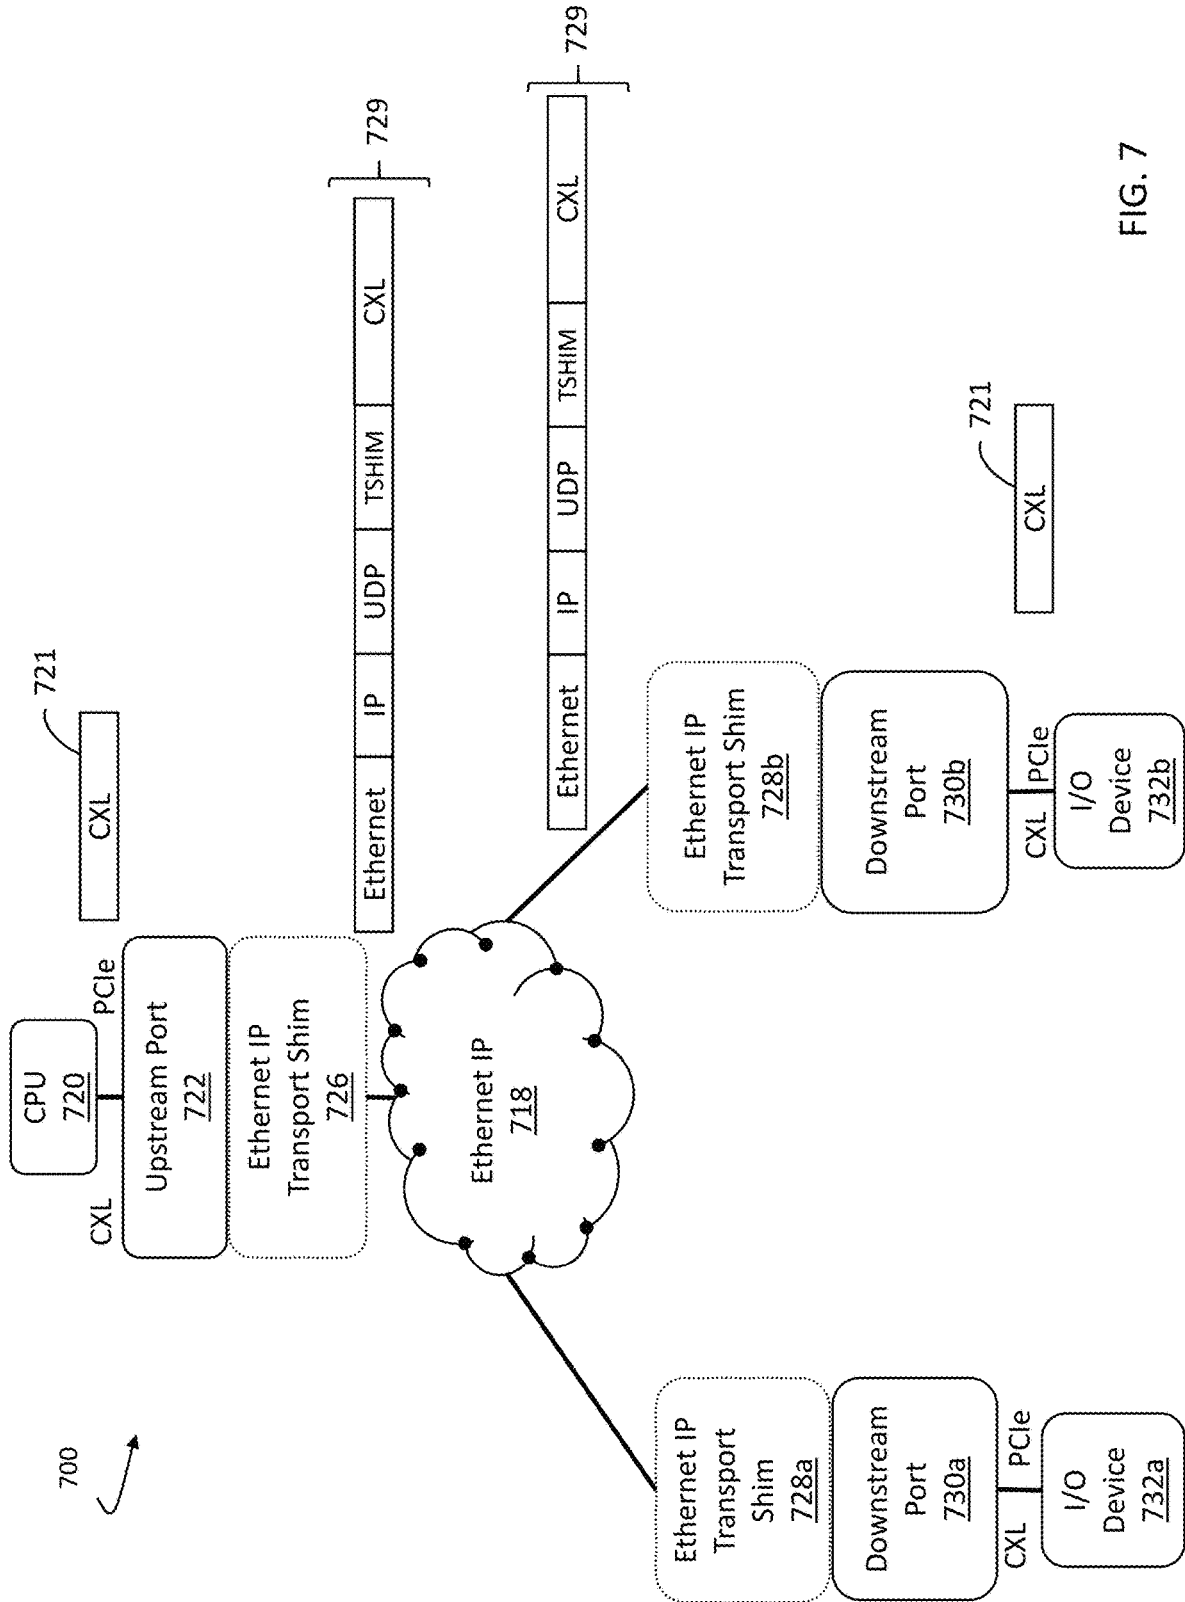 700
CPU
720
CXL
PCIe
CXL
721
Upstream Port
722
Ethernet IP
Transport Shim
726
Ethernet
IP
UDP
TSHIM
CXL
729
Ethernet IP
718
Ethernet
IP
UDP
TSHIM
CXL
729
Ethernet IP
Transport
Shim
728a
Downstream
Port
730a
CXL
PCIe
I/O
Device
732a
Ethernet IP
Transport Shim
728b
Downstream
Port
730b
CXL
PCIe
I/O
Device
732b
CXL
721
FIG. 7